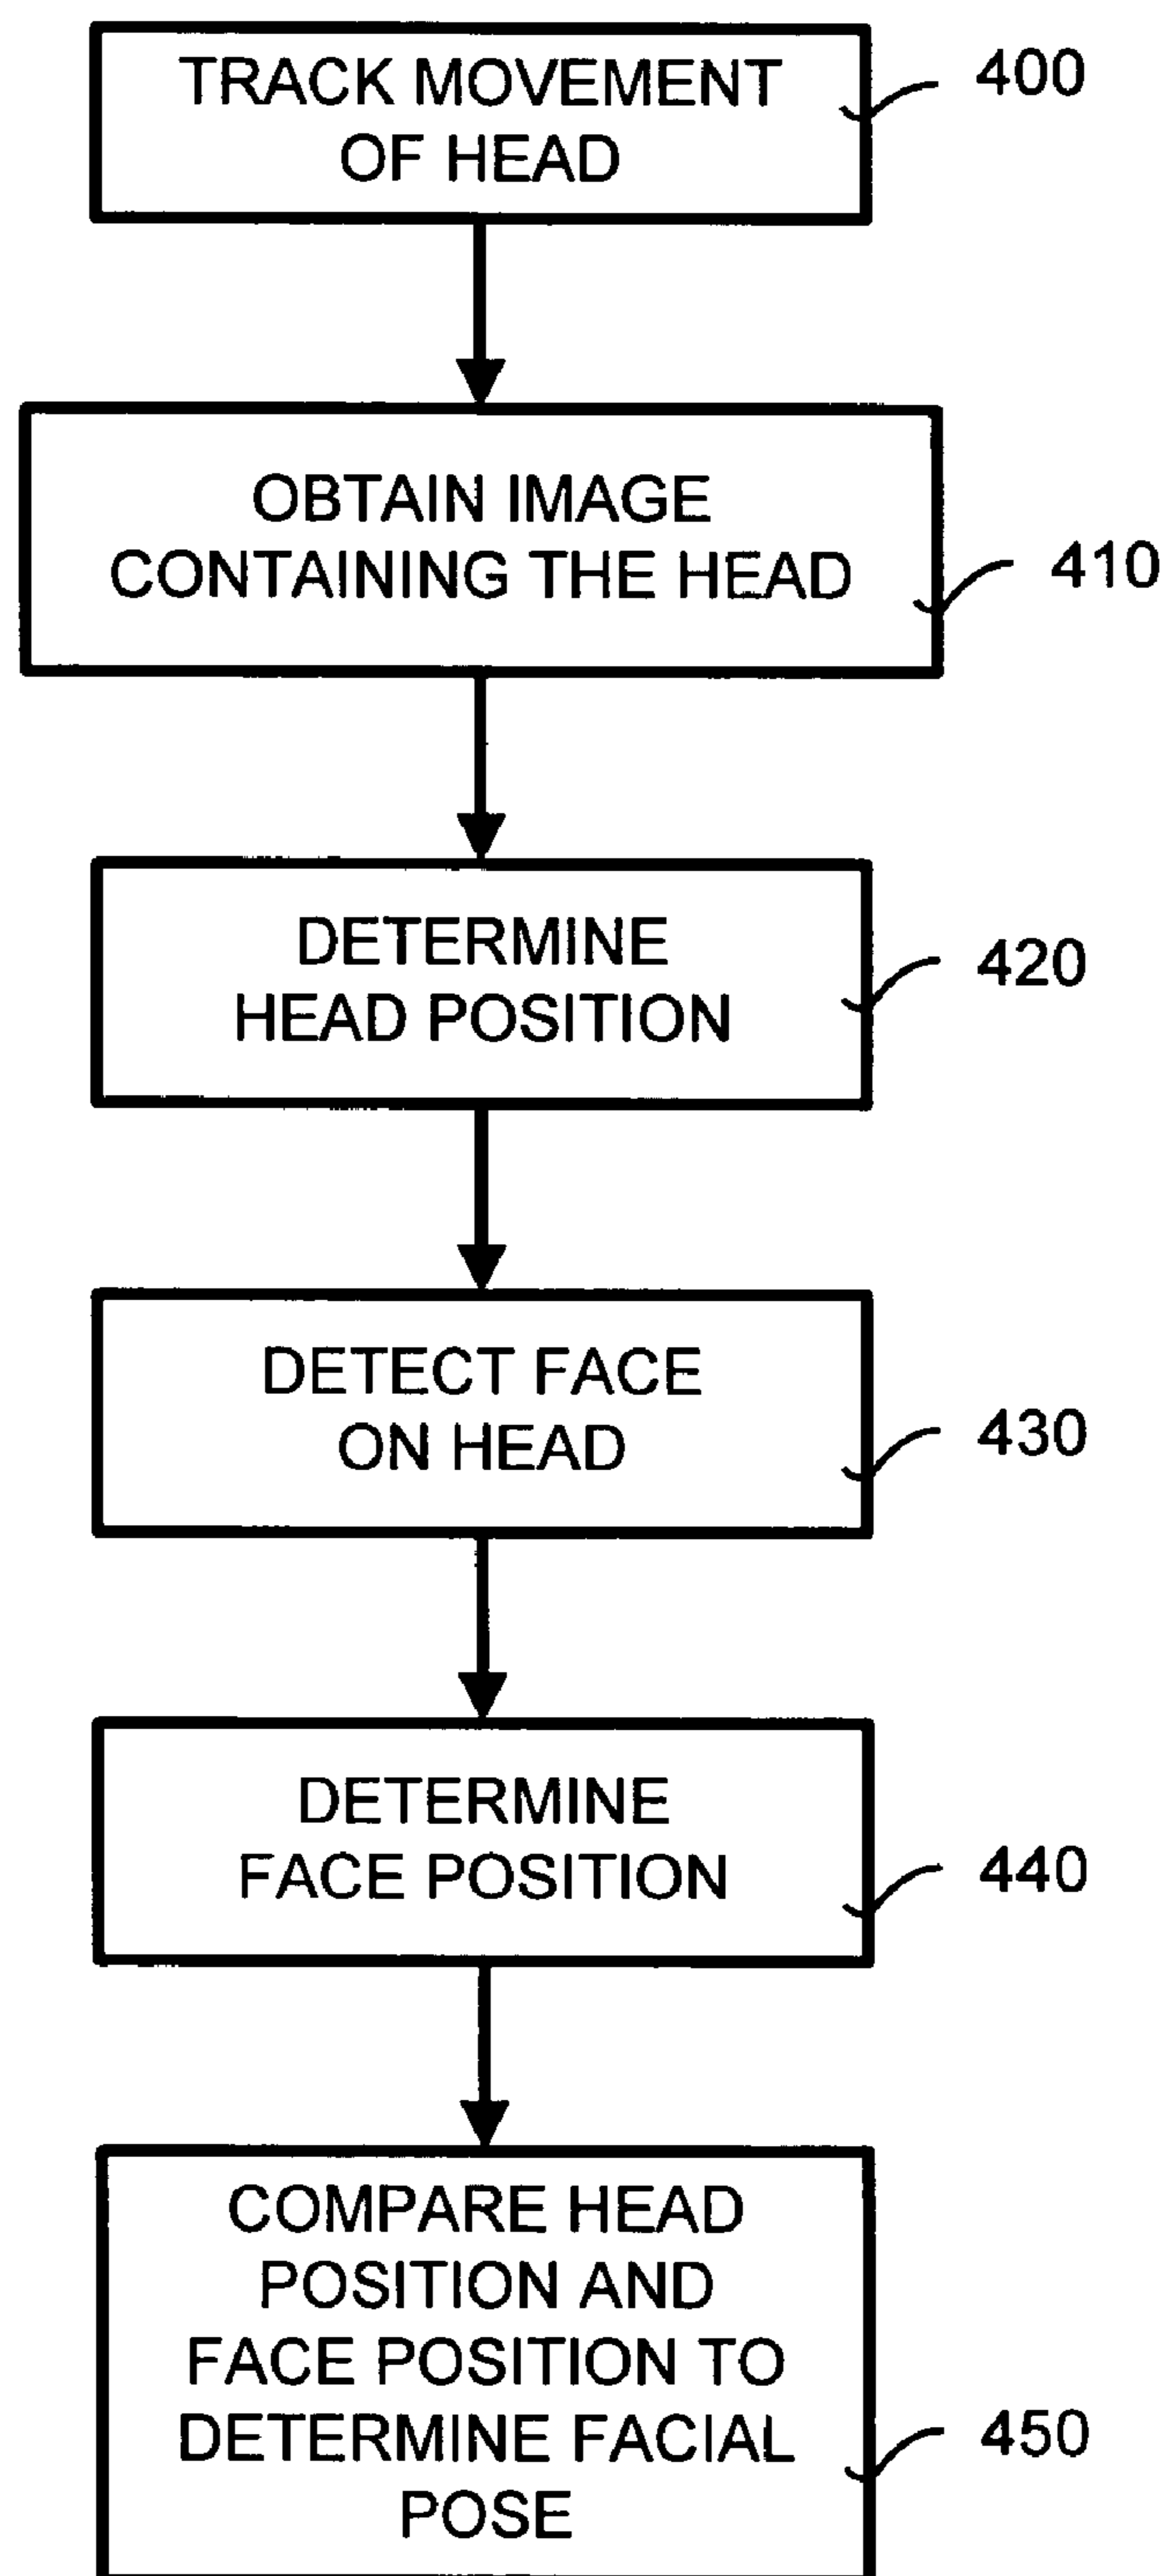 TRACK MOVEMENT
OF HEAD
400
OBTAIN IMAGE
CONTAINING THE HEAD
410
DETERMINE
HEAD POSITION
420
DETECT FACE
ON HEAD
430
DETERMINE
FACE POSITION
440
COMPARE HEAD
POSITION AND
FACE POSITION TO
DETERMINE FACIAL
POSE
450